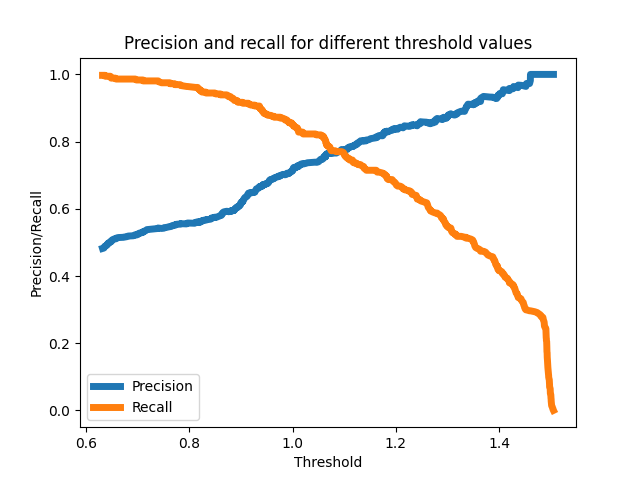 Precision and recall for different threshold values
1.0
0.8
0.6
0.4
0.2
0.0
Precision/Recall
Precision
Recall
0.6 0.8 1.0 1.2 1.4
Threshold